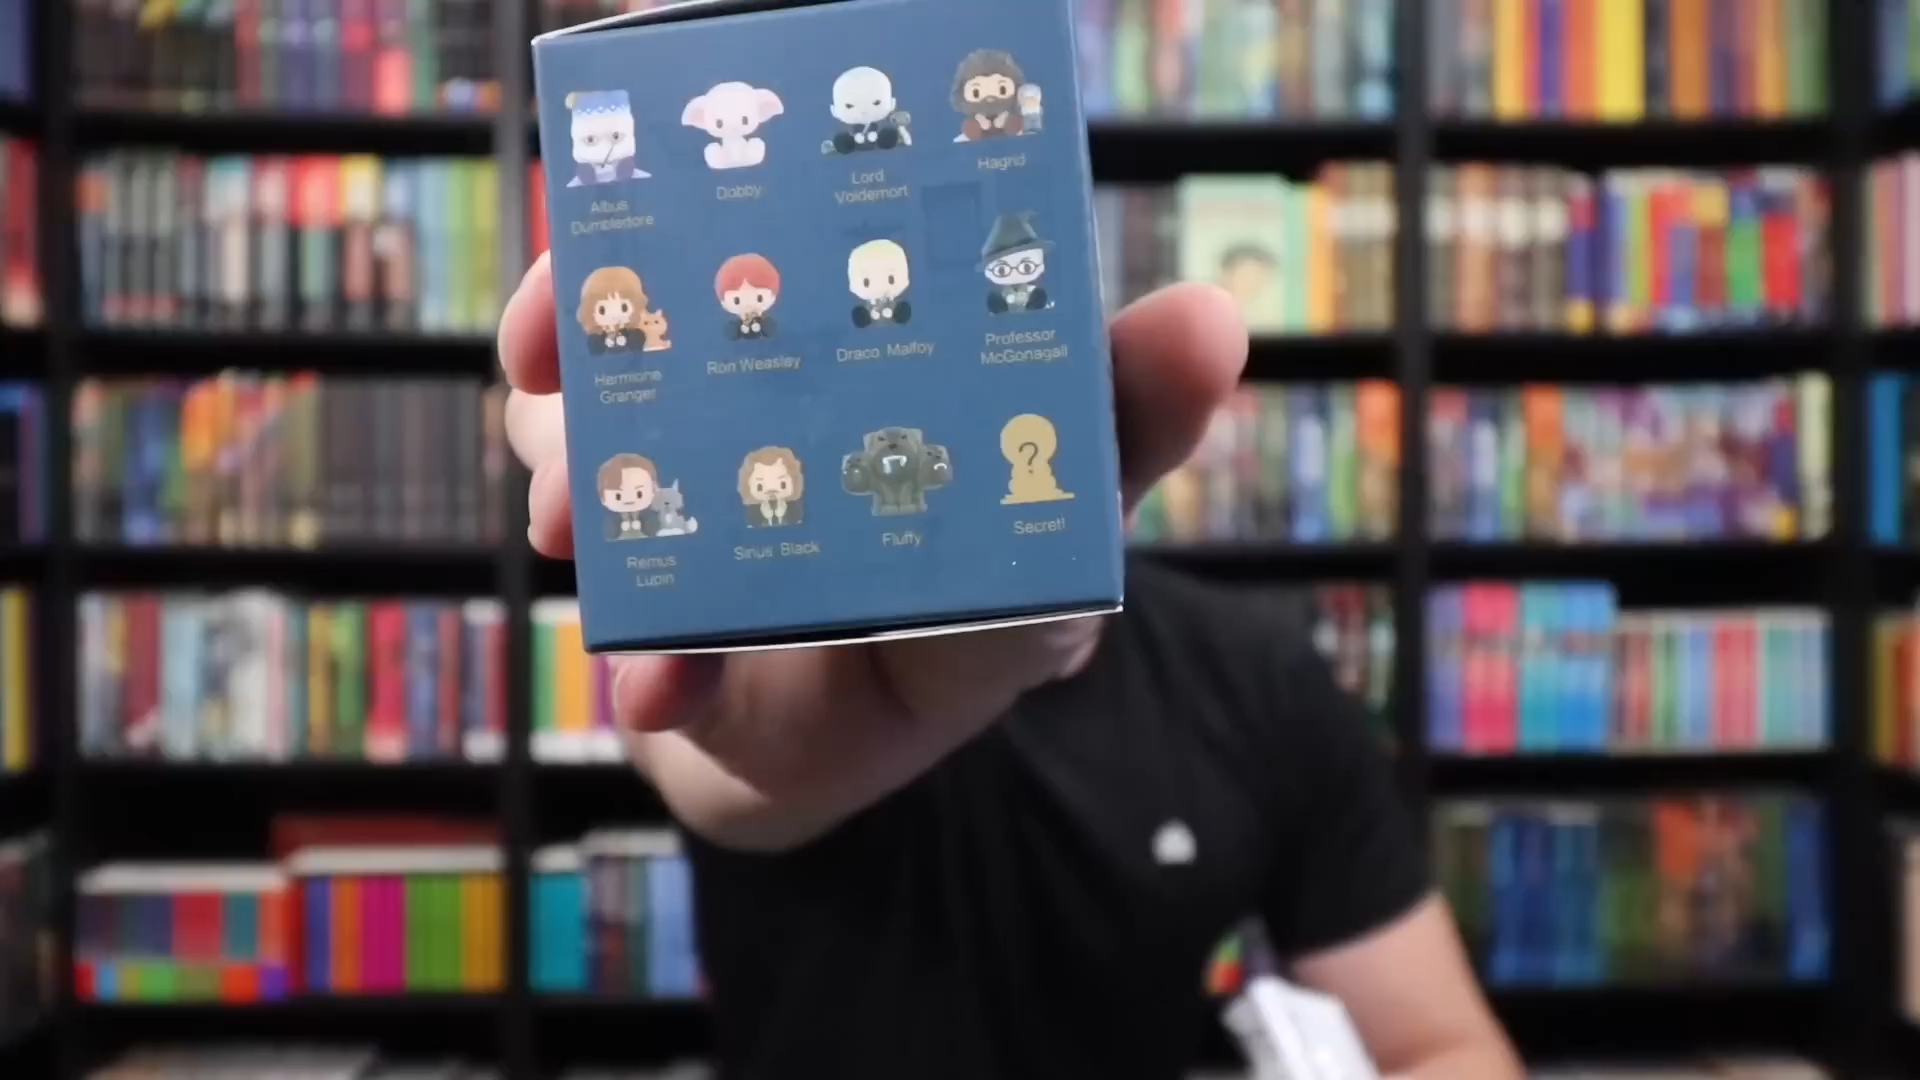 Albus
Dumbledore
Dobby
Lord
Voldemort
Hagrid
Hermione
Granger
Ron Weasley
Draco Malfoy
Professor
McGonagall
Remus
Lupin
Sirius Black
Fluffy
?
Secret!